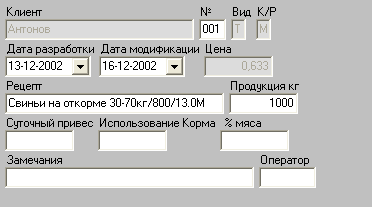 Клиент № Вид К/Р
Антонов 001 Т М
Дата разработки Дата модификации Цена
13-12-2002 16-12-2002 0,633
Рецепт Продукция кг
Свиньи на откорме 30-70кг/800/13.0М 1000
Суточный привес Использование Корма % мяса
Замечания Оператор